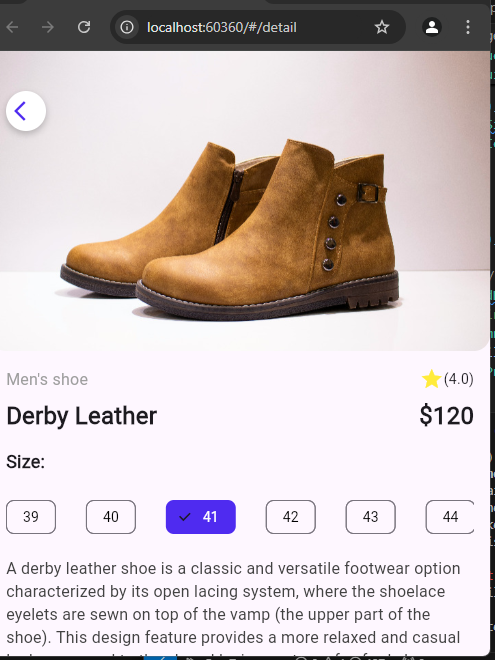 localhost:60360/#/detail
Men's shoe
(4.0)
Derby Leather
$120
Size:
39
40
41
42
43
44
A derby leather shoe is a classic and versatile footwear option
characterized by its open lacing system, where the shoelace
eyelets are sewn on top of the vamp (the upper part of the
shoe). This design feature provides a more relaxed and casual